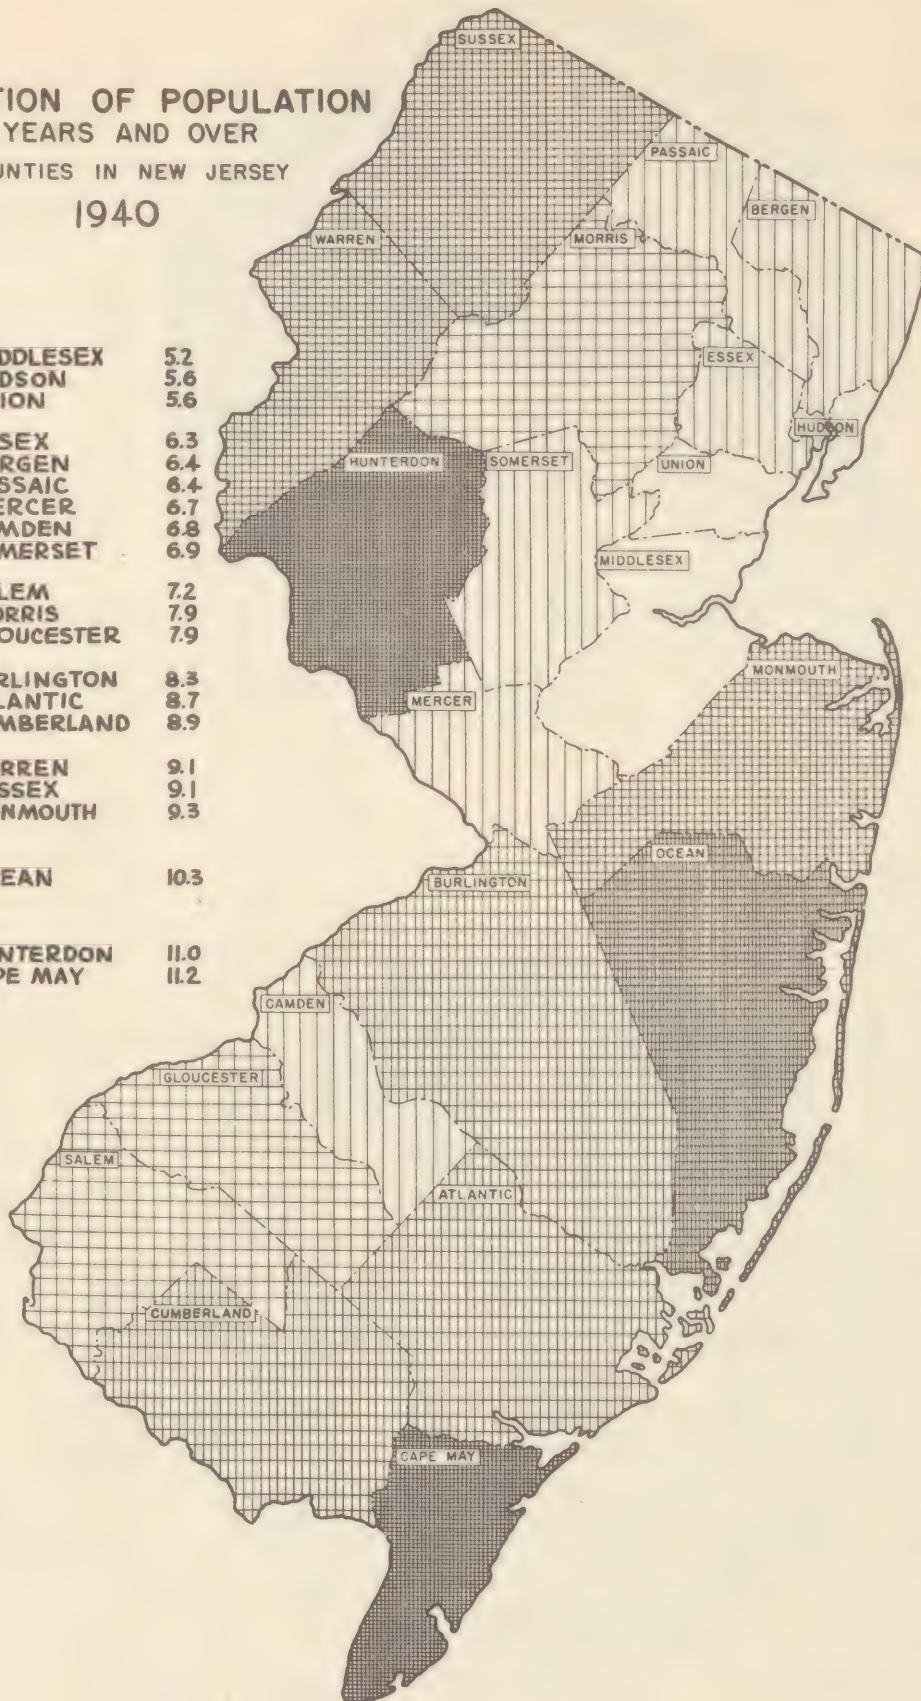 TION OF POPULATION
YEARS AND OVER
UNTIES IN NEW JERSEY
1940
DDLESEX 5.2
DSON 5.6
ION 5.6
SEX 6.3
RGEN 6.4
SSAIC 6.4
ERCER 6.7
MDEN 6.8
MERSET 6.9
LEM 7.2
ORRIS 7.9
OUCESTER 7.9
RLINGTON 8.3
LANTIC 8.7
MBERLAND 8.9
RREN 9.1
SSEX 9.1
NMOUTH 9.3
EAN 10.3
NTERDON 11.0
PE MAY 11.2
SUSSEX
PASSAIC
BERGEN
WARREN
MORRIS
ESSEX
HUDSON
HUNTERDON
SOMERSET
UNION
MIDDLESEX
MONMOUTH
MERCER
OCEAN
BURLINGTON
CAMDEN
GLOUCESTER
SALEM
ATLANTIC
CUMBERLAND
CAPE MAY